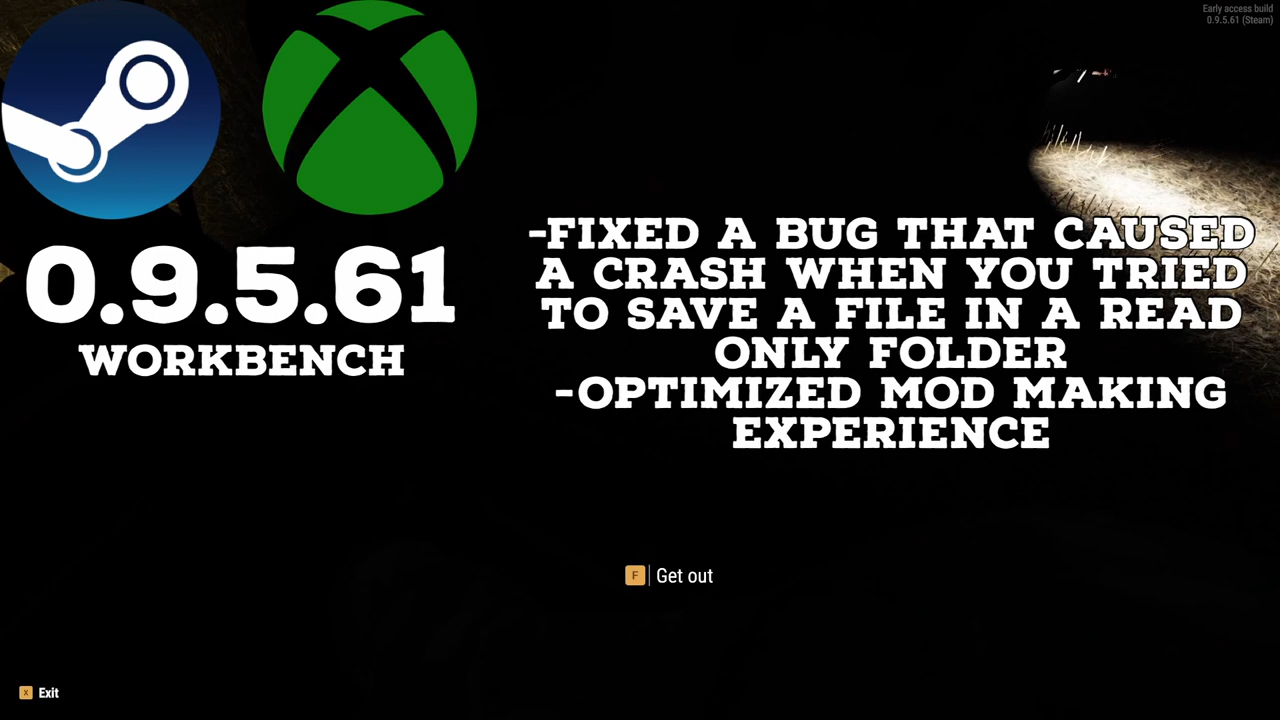 Early access build
0.9.5.61 (Steam)
0.9.5.61
WORKBENCH
-FIXED A BUG THAT CAUSED
A CRASH WHEN YOU TRIED
TO SAVE A FILE IN A READ
ONLY FOLDER
-OPTIMIZED MOD MAKING
EXPERIENCE
F Get out
X Exit